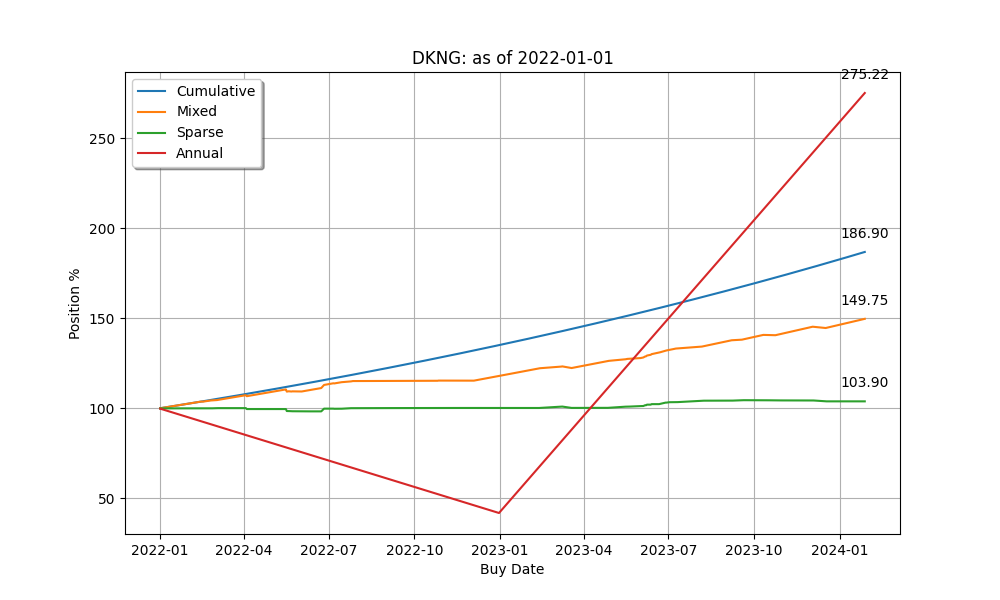 DKNG: as of 2022-01-01
275.22
Cumulative
Mixed
Sparse
Annual
250
200
186.90
150
149.75
103.90
100
50
Position %
2022-01 2022-04 2022-07 2022-10 2023-01 2023-04 2023-07 2023-10 2024-01
Buy Date